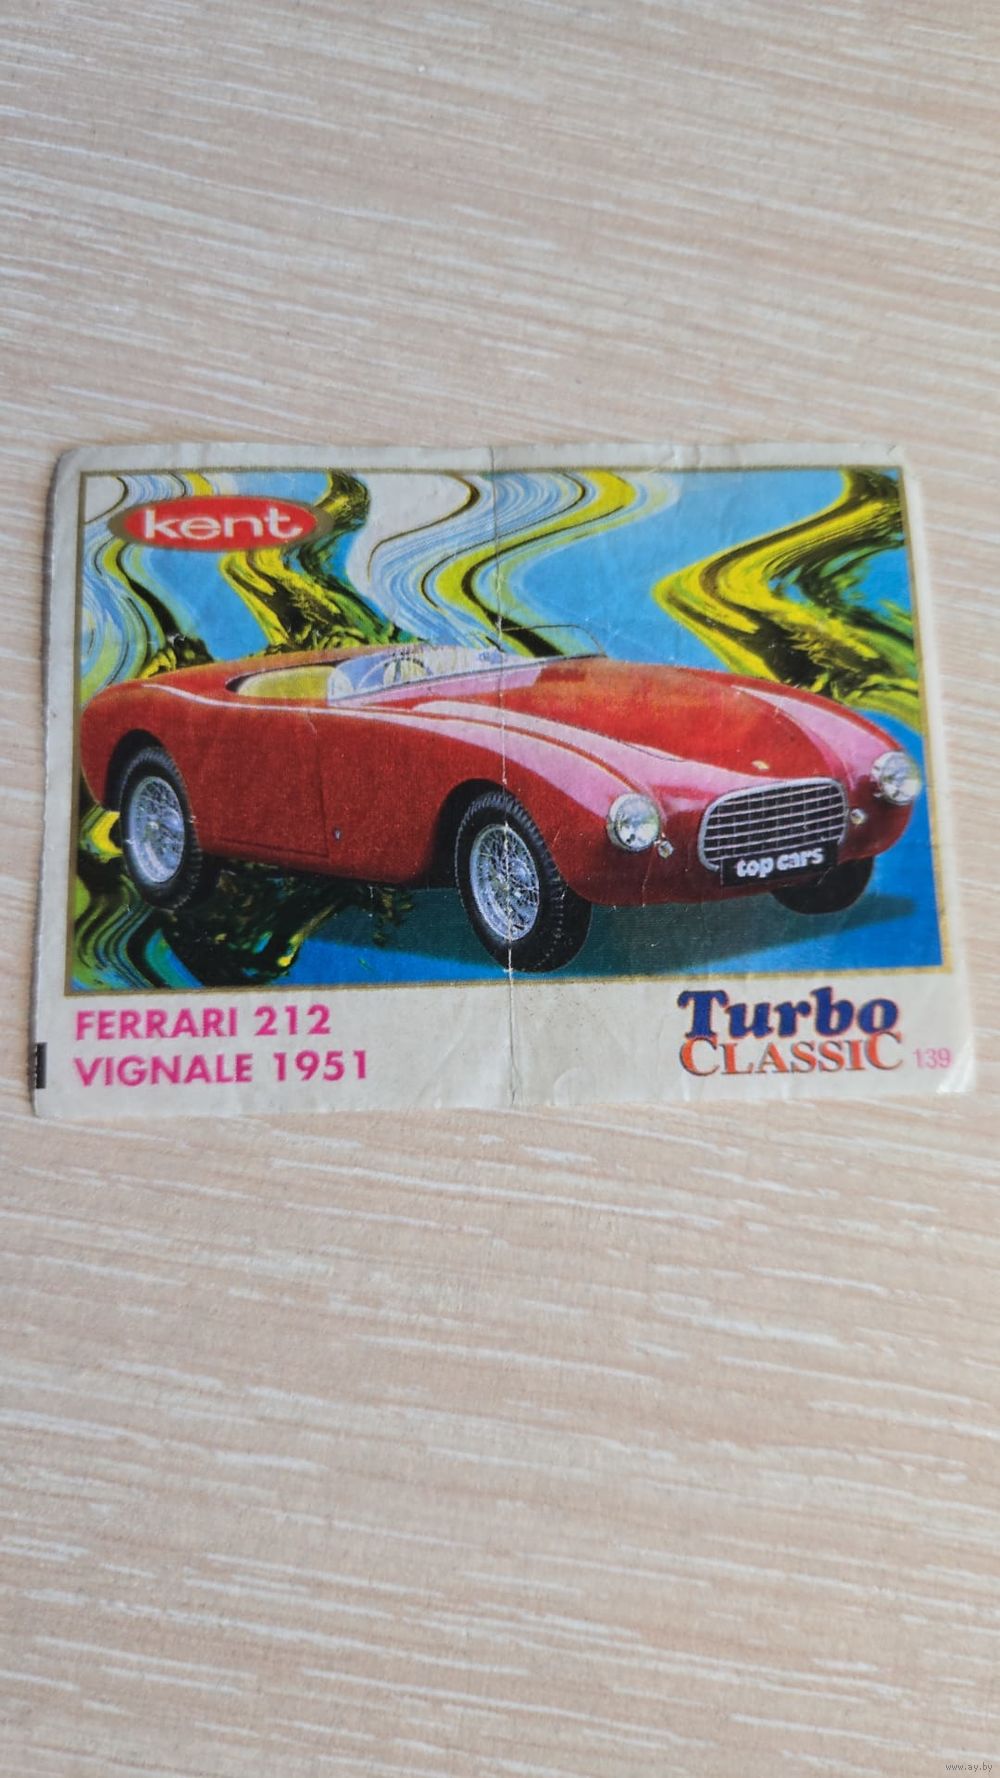 kent
top cars
FERRARI 212
VIGNALE 1951
Turbo
CLASSIC 139
www.ay.by